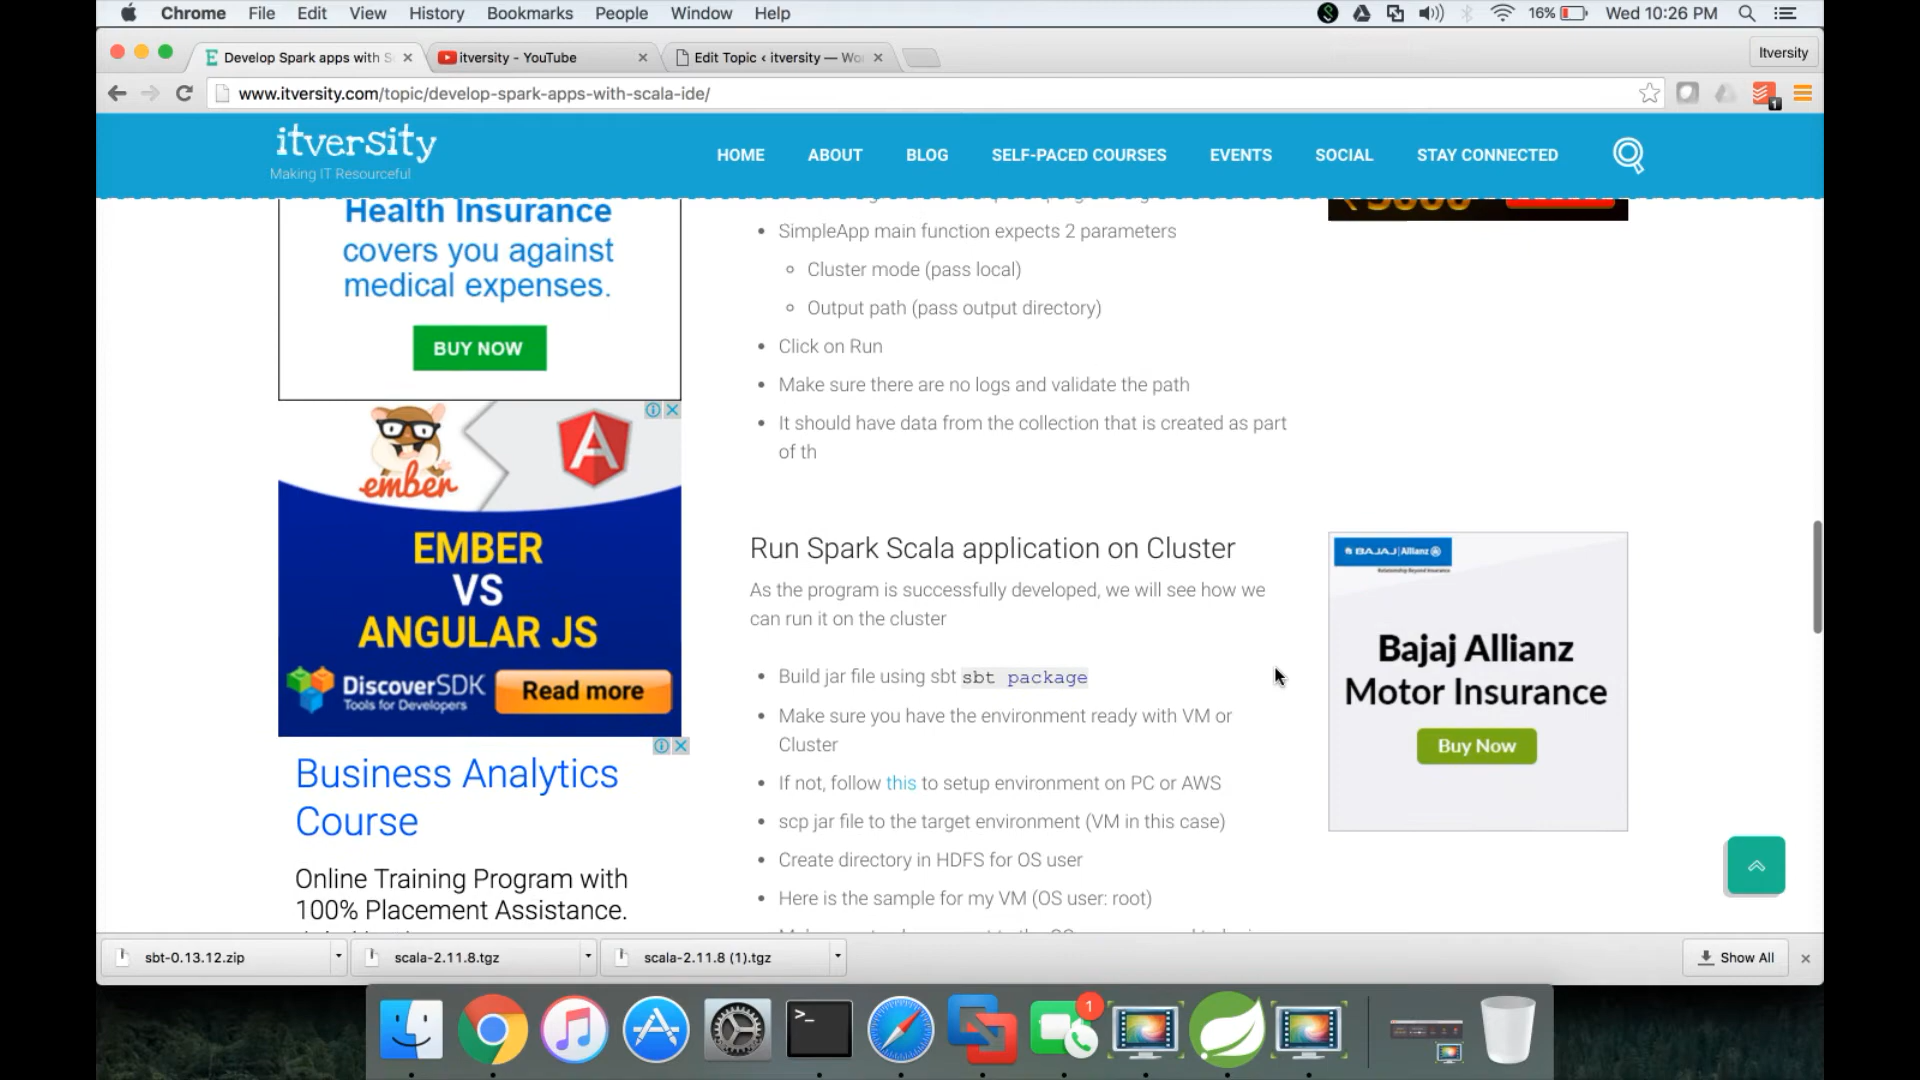 Chrome File Edit View History Bookmarks People Window Help
16% Wed 10:26 PM
Develop Spark apps with S
itversity - YouTube
Edit Topic ‹ itversity — Wo
Itversity
www.itversity.com/topic/develop-spark-apps-with-scala-ide/
1
itversity
Making IT Resourceful
HOME ABOUT BLOG SELF-PACED COURSES EVENTS SOCIAL STAY CONNECTED
Health Insurance
covers you against
medical expenses.
BUY NOW
ember
EMBER
VS
ANGULAR JS
DiscoverSDK
Tools for Developers
Read more
Business Analytics
Course
Online Training Program with
100% Placement Assistance.
SimpleApp main function expects 2 parameters
Cluster mode (pass local)
Output path (pass output directory)
Click on Run
Make sure there are no logs and validate the path
It should have data from the collection that is created as part
of th
Run Spark Scala application on Cluster
As the program is successfully developed, we will see how we
can run it on the cluster
Build jar file using sbt sbt package
Make sure you have the environment ready with VM or
Cluster
If not, follow this to setup environment on PC or AWS
scp jar file to the target environment (VM in this case)
Create directory in HDFS for OS user
Here is the sample for my VM (OS user: root)
BAJAJ Allianz
Bajaj Allianz
Motor Insurance
Buy Now
sbt-0.13.12.zip
scala-2.11.8.tgz
scala-2.11.8 (1).tgz
Show All
1